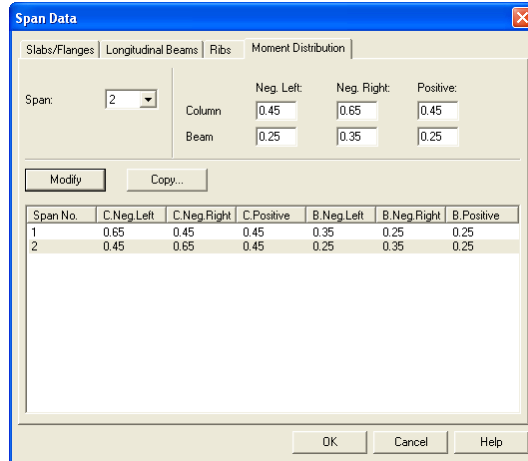 Span Data
Slabs/Flanges Longitudinal Beams Ribs Moment Distribution
Neg. Left: Neg. Right: Positive:
Span: 2
Column 0.45 0.65 0.45
Beam 0.25 0.35 0.25
Modify Copy...
Span No. C.Neg.Left C.Neg.Right C.Positive B.Neg.Left B.Neg.Right B.Positive
1 0.65 0.45 0.45 0.35 0.25 0.25
2 0.45 0.65 0.45 0.25 0.35 0.25
OK Cancel Help